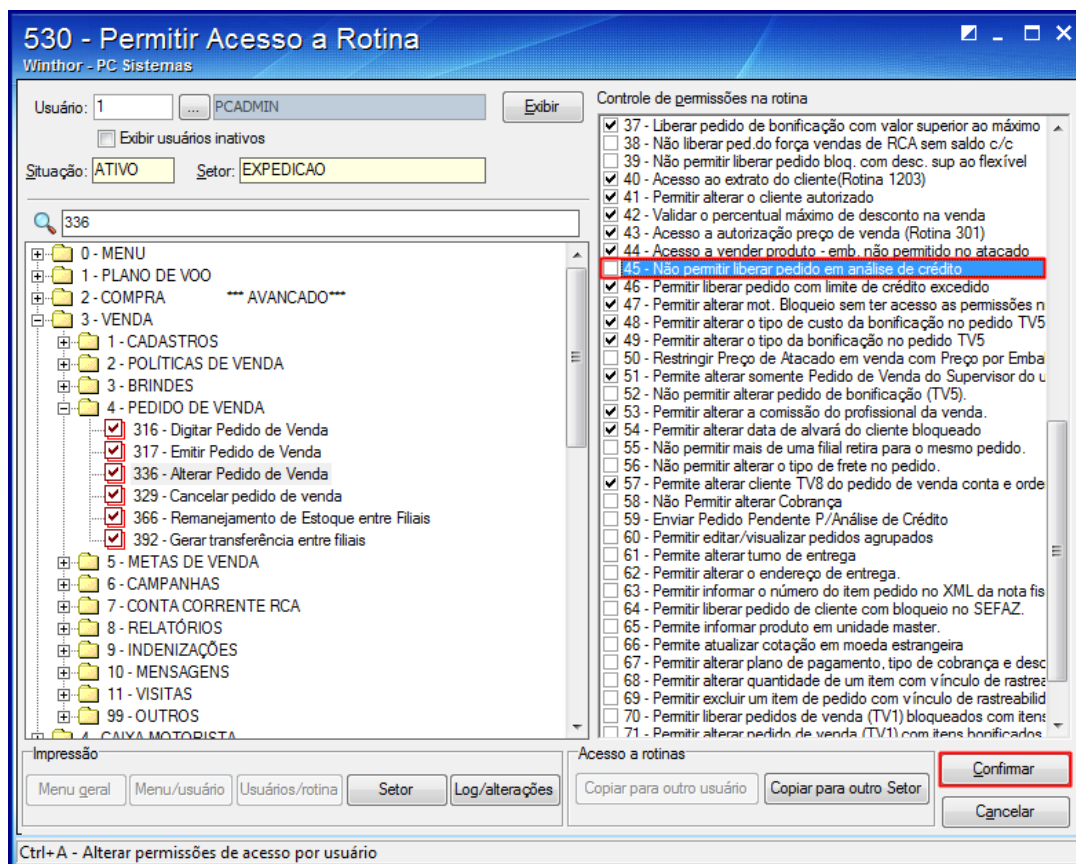 530 - Permitir Acesso a Rotina
Winthor - PC Sistemas
Usuário: 1 ... PCADMIN Exibir
Exibir usuários inativos
Situação: ATIVO Setor: EXPEDICAO
336
0 - MENU
1 - PLANO DE VOO
2 - COMPRA *** AVANCADO***
3 - VENDA
1 - CADASTROS
2 - POLÍTICAS DE VENDA
3 - BRINDES
4 - PEDIDO DE VENDA
316 - Digitar Pedido de Venda
317 - Emitir Pedido de Venda
336 - Alterar Pedido de Venda
329 - Cancelar pedido de venda
366 - Remanejamento de Estoque entre Filiais
392 - Gerar transferência entre filiais
5 - METAS DE VENDA
6 - CAMPANHAS
7 - CONTA CORRENTE RCA
8 - RELATÓRIOS
9 - INDENIZAÇÕES
10 - MENSAGENS
11 - VISITAS
99 - OUTROS
4 - CAIXA MOTORISTA
Controle de permissões na rotina
37 - Liberar pedido de bonificação com valor superior ao máximo
38 - Não liberar ped.do força vendas de RCA sem saldo c/c
39 - Não permitir liberar pedido bloq. com desc. sup ao flexível
40 - Acesso ao extrato do cliente(Rotina 1203)
41 - Permitir alterar o cliente autorizado
42 - Validar o percentual máximo de desconto na venda
43 - Acesso a autorização preço de venda (Rotina 301)
44 - Acesso a vender produto - emb. não permitido no atacado
45 - Não permitir liberar pedido em análise de crédito
46 - Permitir liberar pedido com limite de crédito excedido
47 - Permitir alterar mot. Bloqueio sem ter acesso as permissões n
48 - Permitir alterar o tipo de custo da bonificação no pedido TV5
49 - Permitir alterar o tipo da bonificação no pedido TV5
50 - Restringir Preço de Atacado em venda com Preço por Emba
51 - Permite alterar somente Pedido de Venda do Supervisor do u
52 - Não permitir alterar pedido de bonificação (TV5).
53 - Permitir alterar a comissão do profissional da venda.
54 - Permitir alterar data de alvará do cliente bloqueado
55 - Não permitir mais de uma filial retira para o mesmo pedido.
56 - Não permitir alterar o tipo de frete no pedido.
57 - Permite alterar cliente TV8 do pedido de venda conta e orde
58 - Não Permitir alterar Cobrança
59 - Enviar Pedido Pendente P/Análise de Crédito
60 - Permitir editar/visualizar pedidos agrupados
61 - Permite alterar turno de entrega
62 - Permitir alterar o endereço de entrega.
63 - Permitir informar o número do item pedido no XML da nota fis
64 - Permitir liberar pedido de cliente com bloqueio no SEFAZ.
65 - Permite informar produto em unidade master.
66 - Permite atualizar cotação em moeda estrangeira
67 - Permitir alterar plano de pagamento, tipo de cobrança e desc
68 - Permitir alterar quantidade de um item com vínculo de rastrea
69 - Permitir excluir um item de pedido com vínculo de rastreabilid
70 - Permitir liberar pedidos de venda (TV1) bloqueados com itens
71 - Permitir alterar pedido de venda (TV1) com itens bonificados
Impressão
Menu geral Menu/usuário Usuários/rotina Setor Log/alterações
Acesso a rotinas
Copiar para outro usuário Copiar para outro Setor
Confirmar
Cancelar
Ctrl+A - Alterar permissões de acesso por usuário